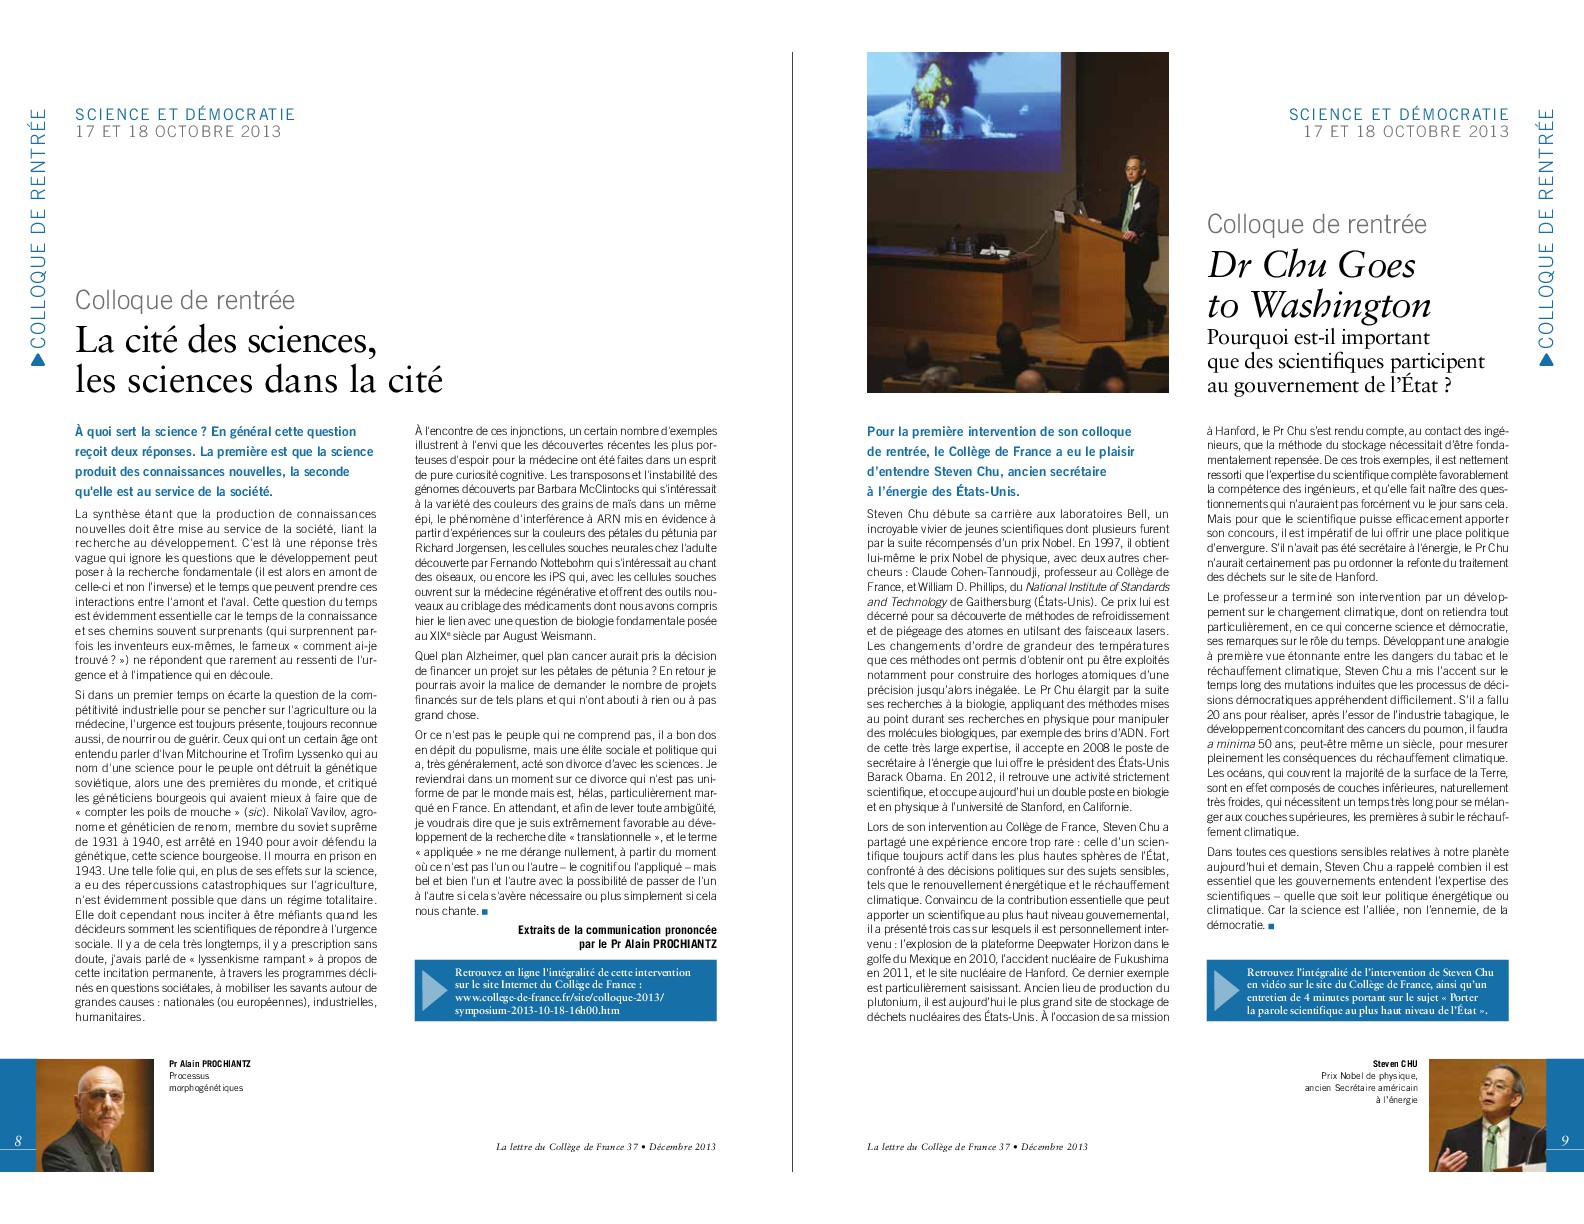 COLLOQUE DE RENTRÉE
SCIENCE ET DÉMOCRATIE
17 ET 18 OCTOBRE 2013
Colloque de rentrée
La cité des sciences,
les sciences dans la cité
À quoi sert la science ? En général cette question
reçoit deux réponses. La première est que la science
produit des connaissances nouvelles, la seconde
qu'elle est au service de la société.
La synthèse étant que la production de connaissances
nouvelles doit être mise au service de la société, liant la
recherche au développement. C'est là une réponse très
vague qui ignore les questions que le développement peut
poser à la recherche fondamentale (il est alors en amont de
celle-ci et non l'inverse) et le temps que peuvent prendre ces
interactions entre l'amont et l'aval. Cette question du temps
est évidemment essentielle car le temps de la connaissance
et ses chemins souvent surprenants (qui surprennent par-
fois les inventeurs eux-mêmes, le fameux « comment ai-je
trouvé ? ») ne répondent que rarement au ressenti de l'ur-
gence et à l'impatience qui en découle.
Si dans un premier temps on écarte la question de la com-
pétitivité industrielle pour se pencher sur l'agriculture ou la
médecine, l'urgence est toujours présente, toujours reconnue
aussi, de nourrir ou de guérir. Ceux qui ont un certain âge ont
entendu parler d'Ivan Mitchourine et Trofim Lyssenko qui au
nom d'une science pour le peuple ont détruit la génétique
soviétique, alors une des premières du monde, et critiqué
les généticiens bourgeois qui avaient mieux à faire que de
« compter les poils de mouche » (sic). Nikolaï Vavilov, agro-
nome et généticien de renom, membre du soviet suprême
de 1931 à 1940, est arrêté en 1940 pour avoir défendu la
génétique, cette science bourgeoise. Il mourra en prison en
1943. Une telle folie qui, en plus de ses effets sur la science,
a eu des répercussions catastrophiques sur l'agriculture,
n'est évidemment possible que dans un régime totalitaire.
Elle doit cependant nous inciter à être méfiants quand les
décideurs somment les scientifiques de répondre à l'urgence
sociale. Il y a de cela très longtemps, il y a prescription sans
doute, j'avais parlé de « lyssenkisme rampant » à propos de
cette incitation permanente, à travers les programmes décli-
nés en questions sociétales, à mobiliser les savants autour de
grandes causes : nationales (ou européennes), industrielles,
humanitaires.
À l'encontre de ces injonctions, un certain nombre d'exemples
illustrent à l'envi que les découvertes récentes les plus por-
teuses d'espoir pour la médecine ont été faites dans un esprit
de pure curiosité cognitive. Les transposons et l'instabilité des
génomes découverts par Barbara McClintocks qui s'intéressait
à la variété des couleurs des grains de maïs dans un même
épi, le phénomène d'interférence à ARN mis en évidence à
partir d'expériences sur la couleurs des pétales du pétunia par
Richard Jorgensen, les cellules souches neurales chez l'adulte
découverte par Fernando Nottebohm qui s'intéressait au chant
des oiseaux, ou encore les iPS qui, avec les cellules souches
ouvrent sur la médecine régénérative et offrent des outils nou-
veaux au criblage des médicaments dont nous avons compris
hier le lien avec une question de biologie fondamentale posée
au XIXe siècle par August Weismann.
Quel plan Alzheimer, quel plan cancer aurait pris la décision
de financer un projet sur les pétales de pétunia ? En retour je
pourrais avoir la malice de demander le nombre de projets
financés sur de tels plans et qui n'ont abouti à rien ou à pas
grand chose.
Or ce n'est pas le peuple qui ne comprend pas, il a bon dos
en dépit du populisme, mais une élite sociale et politique qui
a, très généralement, acté son divorce d'avec les sciences. Je
reviendrai dans un moment sur ce divorce qui n'est pas uni-
forme de par le monde mais est, hélas, particulièrement mar-
qué en France. En attendant, et afin de lever toute ambigüité,
je voudrais dire que je suis extrêmement favorable au déve-
loppement de la recherche dite « translationnelle », et le terme
« appliquée » ne me dérange nullement, à partir du moment
où ce n'est pas l'un ou l'autre – le cognitif ou l'appliqué – mais
bel et bien l'un et l'autre avec la possibilité de passer de l'un
à l'autre si cela s'avère nécessaire ou plus simplement si cela
nous chante.
Extraits de la communication prononcée
par le Pr Alain PROCHIANTZ
Retrouvez en ligne l'intégralité de cette intervention
sur le site Internet du Collège de France :
www.college-de-france.fr/site/colloque-2013/
symposium-2013-10-18-16h00.htm
Pr Alain PROCHIANTZ
Processus
morphogénétiques
8
La lettre du Collège de France 37 • Décembre 2013
SCIENCE ET DÉMOCRATIE
17 ET 18 OCTOBRE 2013
COLLOQUE DE RENTRÉE
Colloque de rentrée
Dr Chu Goes
to Washington
Pourquoi est-il important
que des scientifiques participent
au gouvernement de l'État ?
Pour la première intervention de son colloque
de rentrée, le Collège de France a eu le plaisir
d'entendre Steven Chu, ancien secrétaire
à l'énergie des États-Unis.
Steven Chu débute sa carrière aux laboratoires Bell, un
incroyable vivier de jeunes scientifiques dont plusieurs furent
par la suite récompensés d'un prix Nobel. En 1997, il obtient
lui-même le prix Nobel de physique, avec deux autres cher-
cheurs : Claude Cohen-Tannoudji, professeur au Collège de
France, et William D. Phillips, du National Institute of Standards
and Technology de Gaithersburg (États-Unis). Ce prix lui est
décerné pour sa découverte de méthodes de refroidissement
et de piégeage des atomes en utilsant des faisceaux lasers.
Les changements d'ordre de grandeur des températures
que ces méthodes ont permis d'obtenir ont pu être exploités
notamment pour construire des horloges atomiques d'une
précision jusqu'alors inégalée. Le Pr Chu élargit par la suite
ses recherches à la biologie, appliquant des méthodes mises
au point durant ses recherches en physique pour manipuler
des molécules biologiques, par exemple des brins d'ADN. Fort
de cette très large expertise, il accepte en 2008 le poste de
secrétaire à l'énergie que lui offre le président des États-Unis
Barack Obama. En 2012, il retrouve une activité strictement
scientifique, et occupe aujourd'hui un double poste en biologie
et en physique à l'université de Stanford, en Californie.
Lors de son intervention au Collège de France, Steven Chu a
partagé une expérience encore trop rare : celle d'un scien-
tifique toujours actif dans les plus hautes sphères de l'État,
confronté à des décisions politiques sur des sujets sensibles,
tels que le renouvellement énergétique et le réchauffement
climatique. Convaincu de la contribution essentielle que peut
apporter un scientifique au plus haut niveau gouvernemental,
il a présenté trois cas sur lesquels il est personnellement inter-
venu : l'explosion de la plateforme Deepwater Horizon dans le
golfe du Mexique en 2010, l'accident nucléaire de Fukushima
en 2011, et le site nucléaire de Hanford. Ce dernier exemple
est particulièrement saisissant. Ancien lieu de production du
plutonium, il est aujourd'hui le plus grand site de stockage de
déchets nucléaires des États-Unis. À l'occasion de sa mission
à Hanford, le Pr Chu s'est rendu compte, au contact des ingé-
nieurs, que la méthode du stockage nécessitait d'être fonda-
mentalement repensée. De ces trois exemples, il est nettement
ressorti que l'expertise du scientifique complète favorablement
la compétence des ingénieurs, et qu'elle fait naître des ques-
tionnements qui n'auraient pas forcément vu le jour sans cela.
Mais pour que le scientifique puisse efficacement apporter
son concours, il est impératif de lui offrir une place politique
d'envergure. S'il n'avait pas été secrétaire à l'énergie, le Pr Chu
n'aurait certainement pas pu ordonner la refonte du traitement
des déchets sur le site de Hanford.
Le professeur a terminé son intervention par un dévelop-
pement sur le changement climatique, dont on retiendra tout
particulièrement, en ce qui concerne science et démocratie,
ses remarques sur le rôle du temps. Développant une analogie
à première vue étonnante entre les dangers du tabac et le
réchauffement climatique, Steven Chu a mis l'accent sur le
temps long des mutations induites que les processus de déci-
sions démocratiques appréhendent difficilement. S'il a fallu
20 ans pour réaliser, après l'essor de l'industrie tabagique, le
développement concomitant des cancers du poumon, il faudra
a minima 50 ans, peut-être même un siècle, pour mesurer
pleinement les conséquences du réchauffement climatique.
Les océans, qui couvrent la majorité de la surface de la Terre,
sont en effet composés de couches inférieures, naturellement
très froides, qui nécessitent un temps très long pour se mélan-
ger aux couches supérieures, les premières à subir le réchauf-
fement climatique.
Dans toutes ces questions sensibles relatives à notre planète
aujourd'hui et demain, Steven Chu a rappelé combien il est
essentiel que les gouvernements entendent l'expertise des
scientifiques – quelle que soit leur politique énergétique ou
climatique. Car la science est l'alliée, non l'ennemie, de la
démocratie.
Retrouvez l'intégralité de l'intervention de Steven Chu
en vidéo sur le site du Collège de France, ainsi qu'un
entretien de 4 minutes portant sur le sujet « Porter
la parole scientifique au plus haut niveau de l'État ».
Steven CHU
Prix Nobel de physique,
ancien Secrétaire américain
à l'énergie
La lettre du Collège de France 37 • Décembre 2013
9